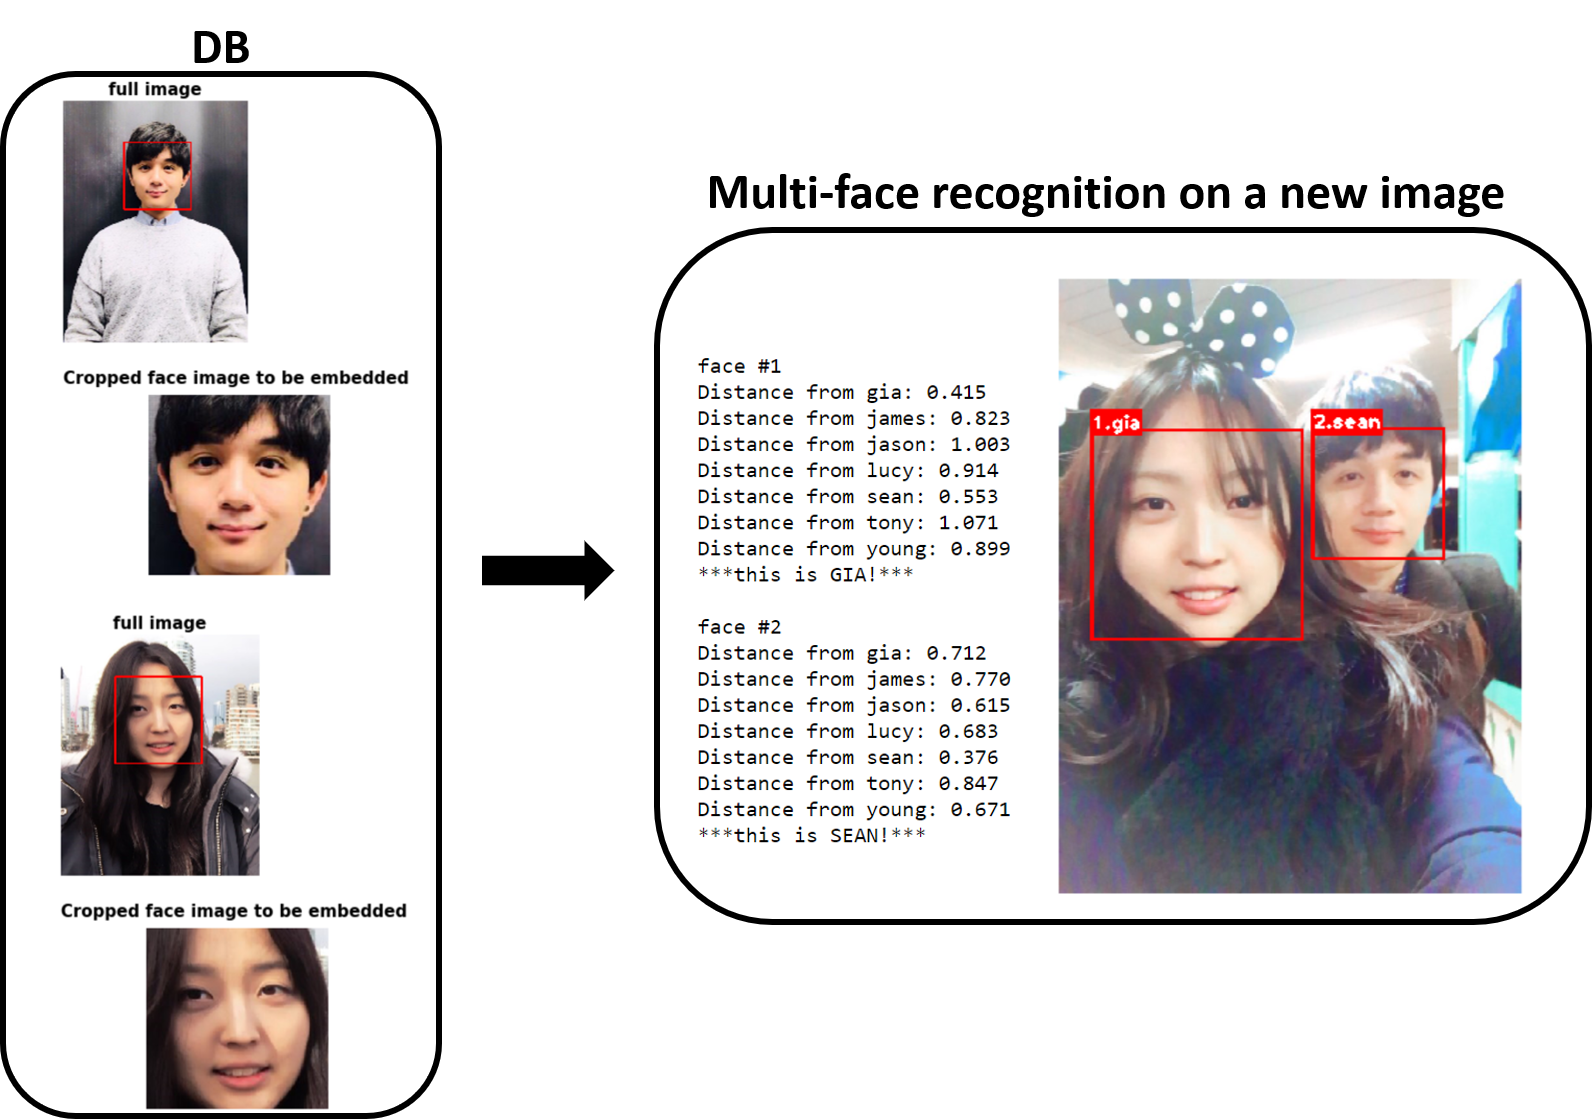 DB
full image
Cropped face image to be embedded
full image
Cropped face image to be embedded
Multi-face recognition on a new image
face #1
Distance from gia: 0.415
Distance from james: 0.823
Distance from jason: 1.003
Distance from lucy: 0.914
Distance from sean: 0.553
Distance from tony: 1.071
Distance from young: 0.899
***this is GIA!***
face #2
Distance from gia: 0.712
Distance from james: 0.770
Distance from jason: 0.615
Distance from lucy: 0.683
Distance from sean: 0.376
Distance from tony: 0.847
Distance from young: 0.671
***this is SEAN!***
1.gia
2.sean